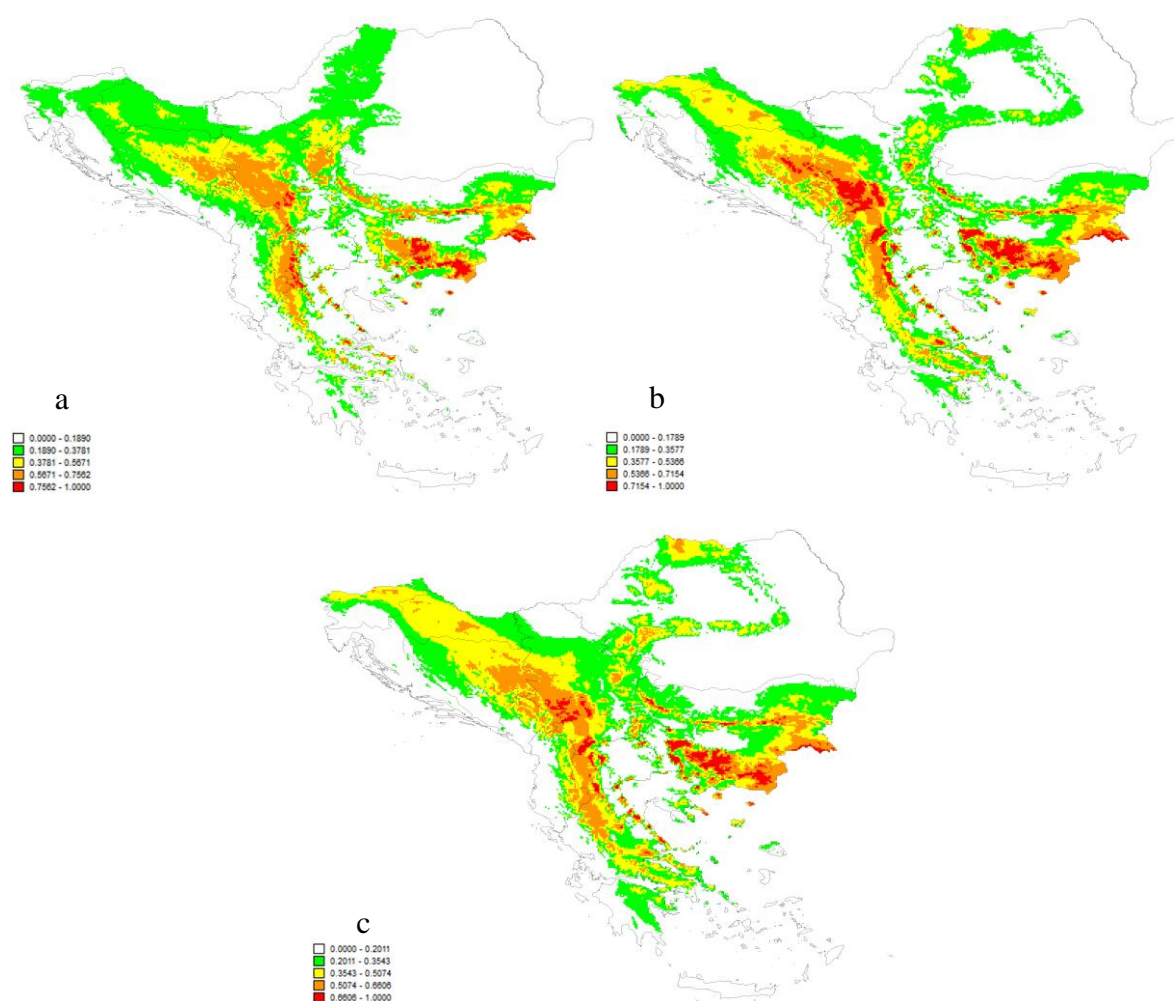 a
0.0000 - 0.1890
0.1890 - 0.3781
0.3781 - 0.5671
0.5671 - 0.7562
0.7562 - 1.0000
b
0.0000 - 0.1789
0.1789 - 0.3577
0.3577 - 0.5366
0.5366 - 0.7154
0.7154 - 1.0000
c
0.0000 - 0.2011
0.2011 - 0.3543
0.3543 - 0.5074
0.5074 - 0.6606
0.6606 - 1.0000